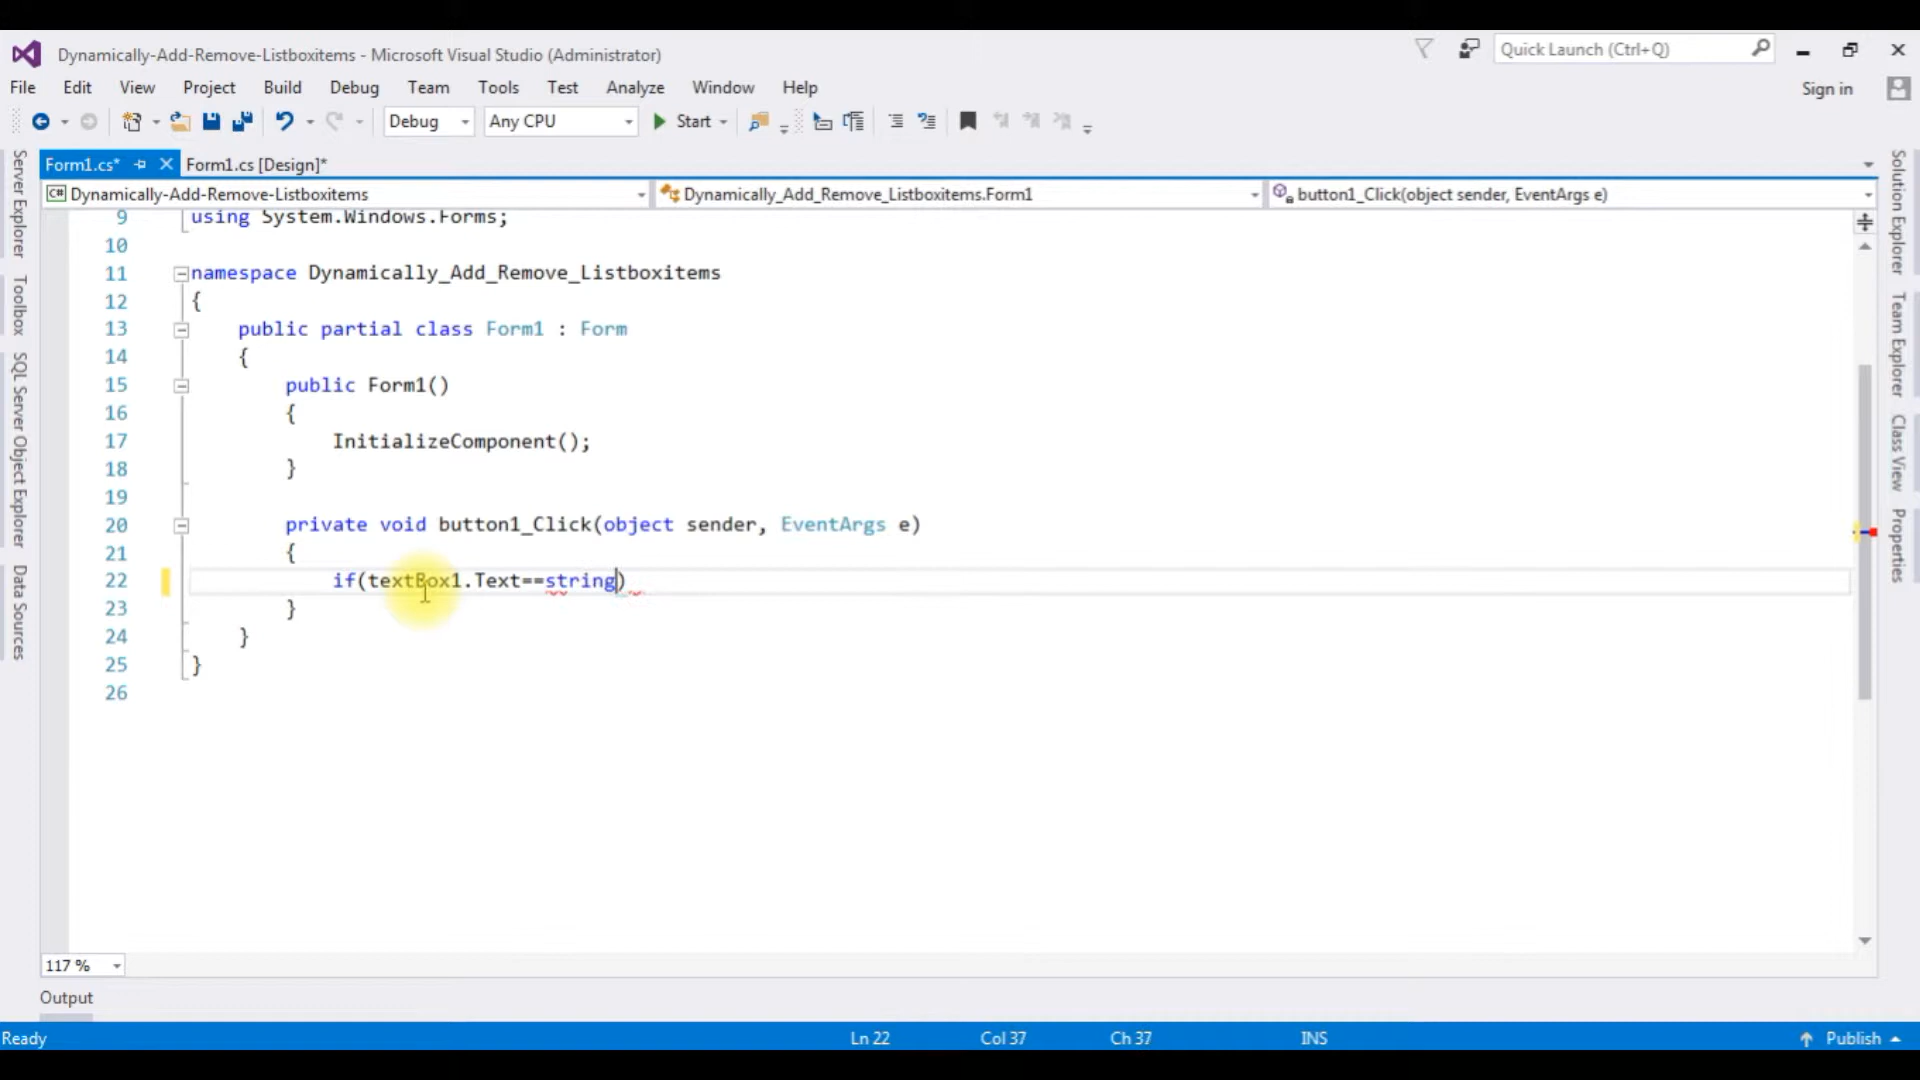 Dynamically-Add-Remove-Listboxitems - Microsoft Visual Studio (Administrator)
Quick Launch (Ctrl+Q)
File Edit View Project Build Debug Team Tools Test Analyze Window Help
Sign in
Debug Any CPU Start
Form1.cs* Form1.cs [Design]*
C# Dynamically-Add-Remove-Listboxitems Dynamically_Add_Remove_Listboxitems.Form1 button1_Click(object sender, EventArgs e)
Server Explorer
Toolbox
SQL Server Object Explorer
Data Sources
9 using System.Windows.Forms;
10
11 namespace Dynamically_Add_Remove_Listboxitems
12 {
13 public partial class Form1 : Form
14 {
15 public Form1()
16 {
17 InitializeComponent();
18 }
19
20 private void button1_Click(object sender, EventArgs e)
21 {
22 if(textBox1.Text==string)
23 }
24 }
25 }
26
Solution Explorer
Team Explorer
Class View
Properties
117 %
Output
Ready Ln 22 Col 37 Ch 37 INS Publish